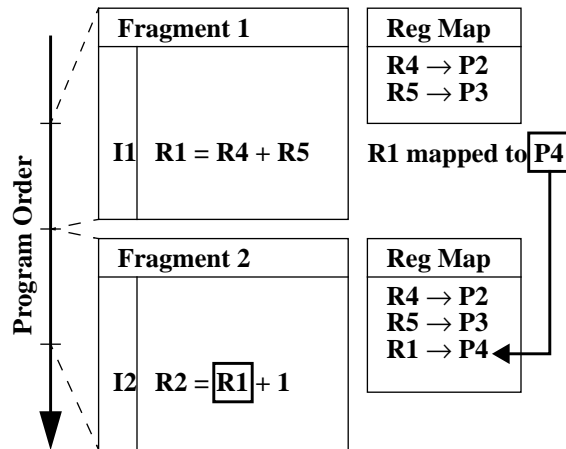 Program Order
Fragment 1
I1 R1 = R4 + R5
Reg Map
R4 → P2
R5 → P3
R1 mapped to P4
Fragment 2
I2 R2 = R1 + 1
Reg Map
R4 → P2
R5 → P3
R1 → P4